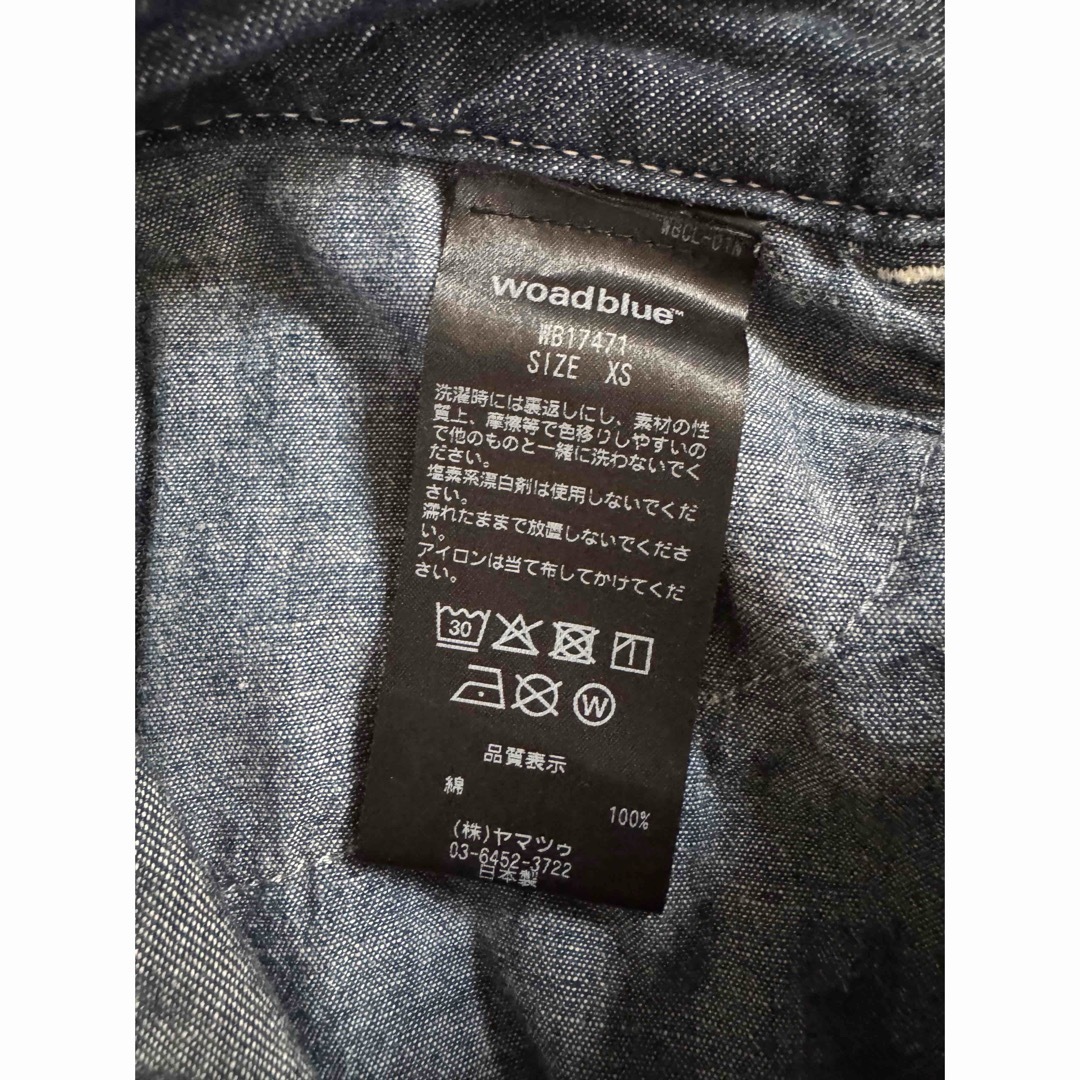 WBCL-01N
woadblue™
WB17471
SIZE XS
洗濯時には裏返しにし、素材の性
質上、摩擦等で色移りしやすいの
で他のものと一緒に洗わないでく
ださい。
塩素系漂白剤は使用しないでくだ
さい。
濡れたままで放置しないでくださ
い。
アイロンは当て布してかけてくだ
さい。
30
W
品質表示
綿 100%
(株)ヤマツゥ
03-6452-3722
日本製